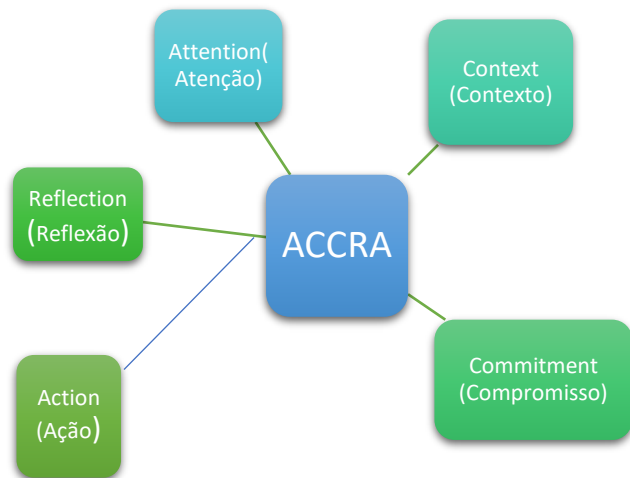 Attention(
Atenção)
Context
(Contexto)
Reflection
(Reflexão)
ACCRA
Commitment
(Compromisso)
Action
(Ação)